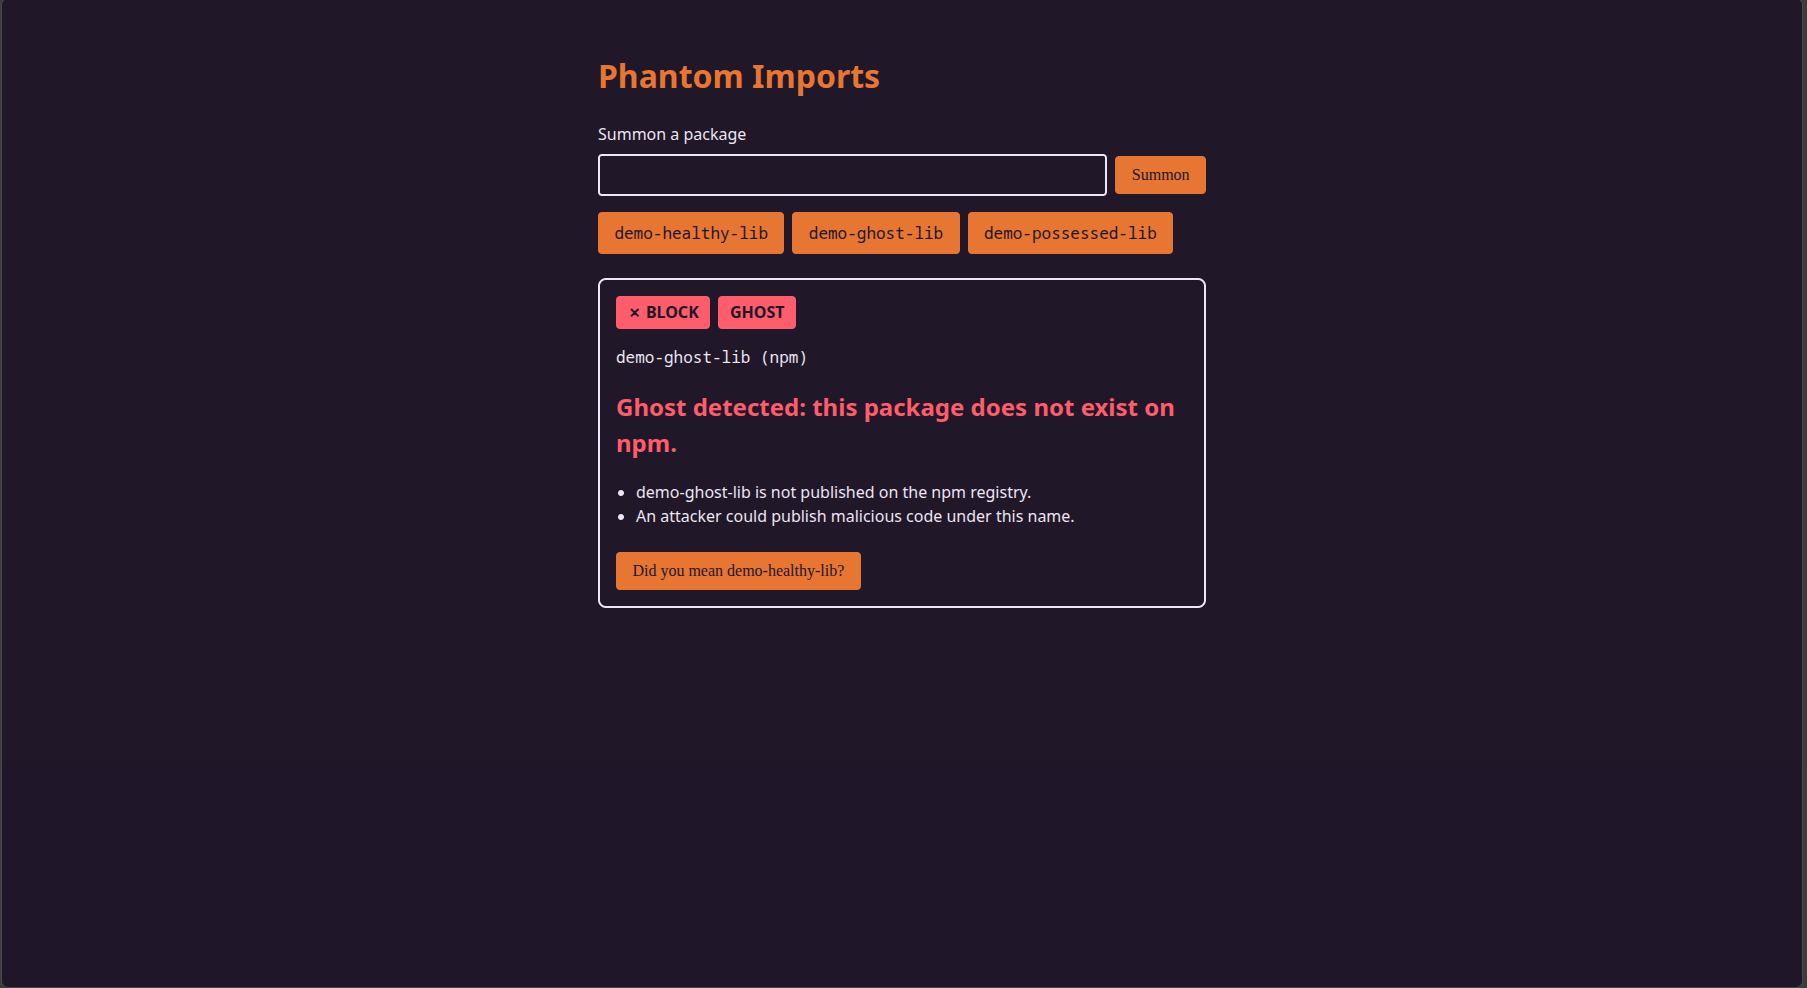 Phantom Imports
Summon a package
Summon
demo-healthy-lib demo-ghost-lib demo-possessed-lib
× BLOCK GHOST
demo-ghost-lib (npm)
Ghost detected: this package does not exist on
npm.
• demo-ghost-lib is not published on the npm registry.
• An attacker could publish malicious code under this name.
Did you mean demo-healthy-lib?